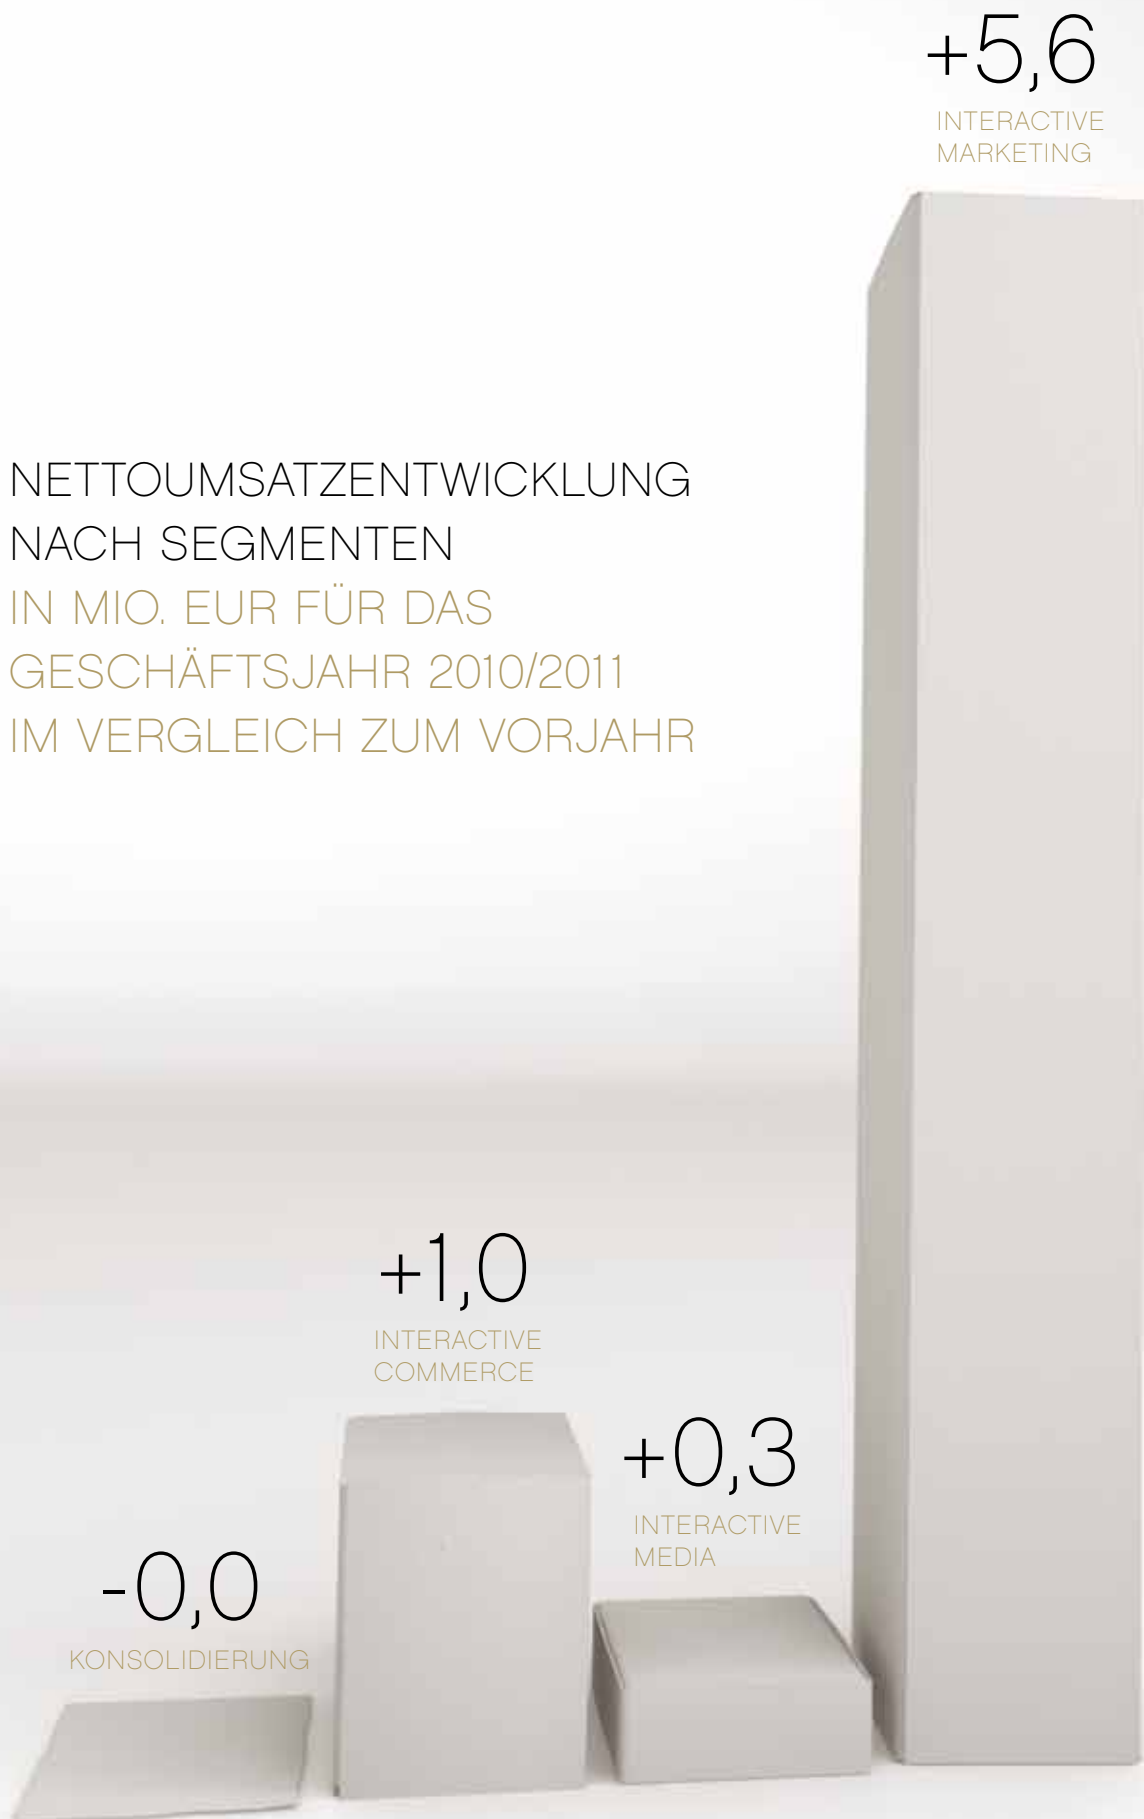 +5,6
INTERACTIVE
MARKETING
NETTOUMSATZENTWICKLUNG
NACH SEGMENTEN
IN MIO. EUR FÜR DAS
GESCHÄFTSJAHR 2010/2011
IM VERGLEICH ZUM VORJAHR
+1,0
INTERACTIVE
COMMERCE
+0,3
INTERACTIVE
MEDIA
-0,0
KONSOLIDIERUNG